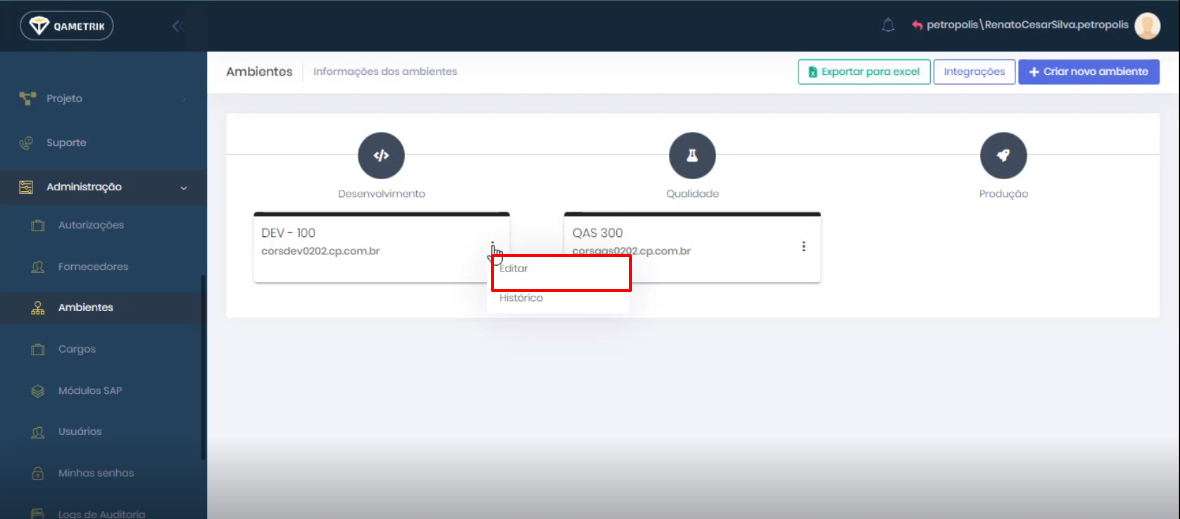 QAMETRIK
petropolis\RenatoCesarSilva.petropolis
Projeto
Suporte
Administração
Autorizações
Fornecedores
Ambientes
Cargos
Módulos SAP
Usuários
Minhas senhas
Logs de Auditoria
Ambientes
Informações dos ambientes
Exportar para excel
Integrações
+ Criar novo ambiente
Desenvolvimento
Qualidade
Produção
DEV - 100
corsdev0202.cp.com.br
QAS 300
corsqas0202.cp.com.br
Editar
Histórico